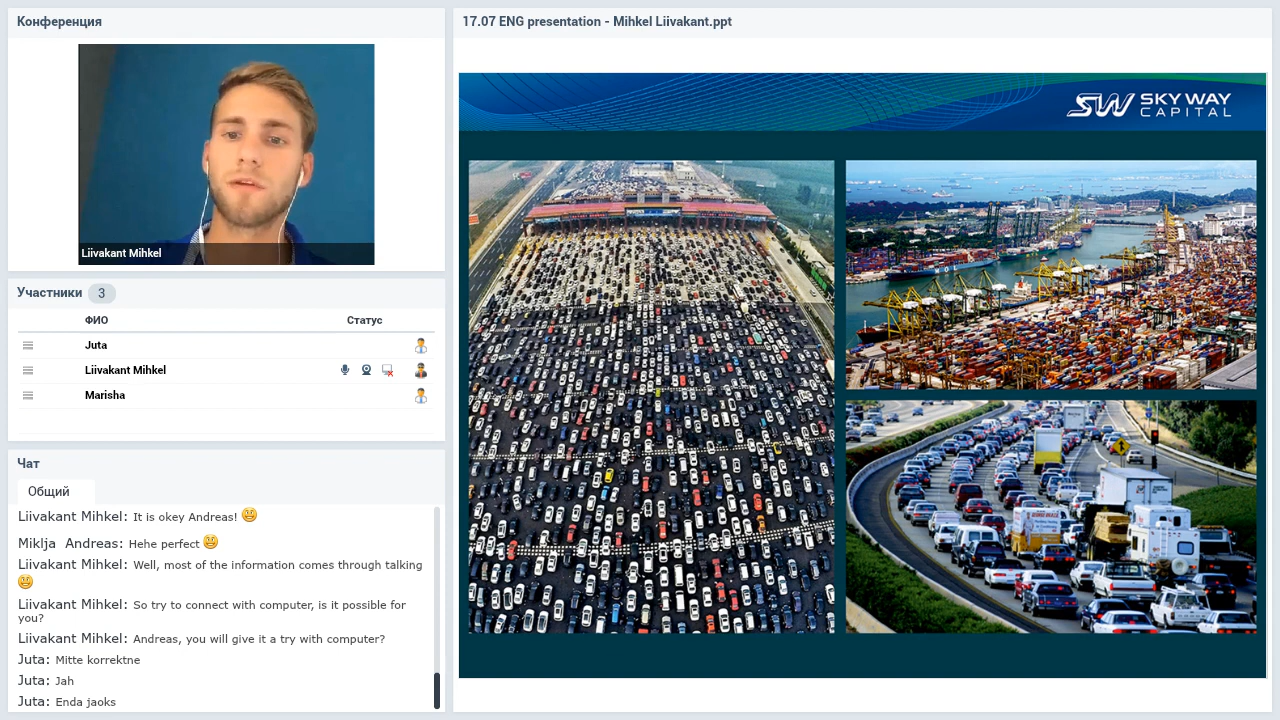 Конференция
Liivakant Mihkel
Участники 3
ФИО Статус
Juta
Liivakant Mihkel
Marisha
Чат
Общий
Liivakant Mihkel: It is okey Andreas!
Miklja Andreas: Hehe perfect
Liivakant Mihkel: Well, most of the information comes through talking
Liivakant Mihkel: So try to connect with computer, is it possible for
you?
Liivakant Mihkel: Andreas, you will give it a try with computer?
Juta: Mitte korrektne
Juta: Jah
Juta: Enda jaoks
17.07 ENG presentation - Mihkel Liivakant.ppt
SW SKY WAY
CAPITAL
MOL